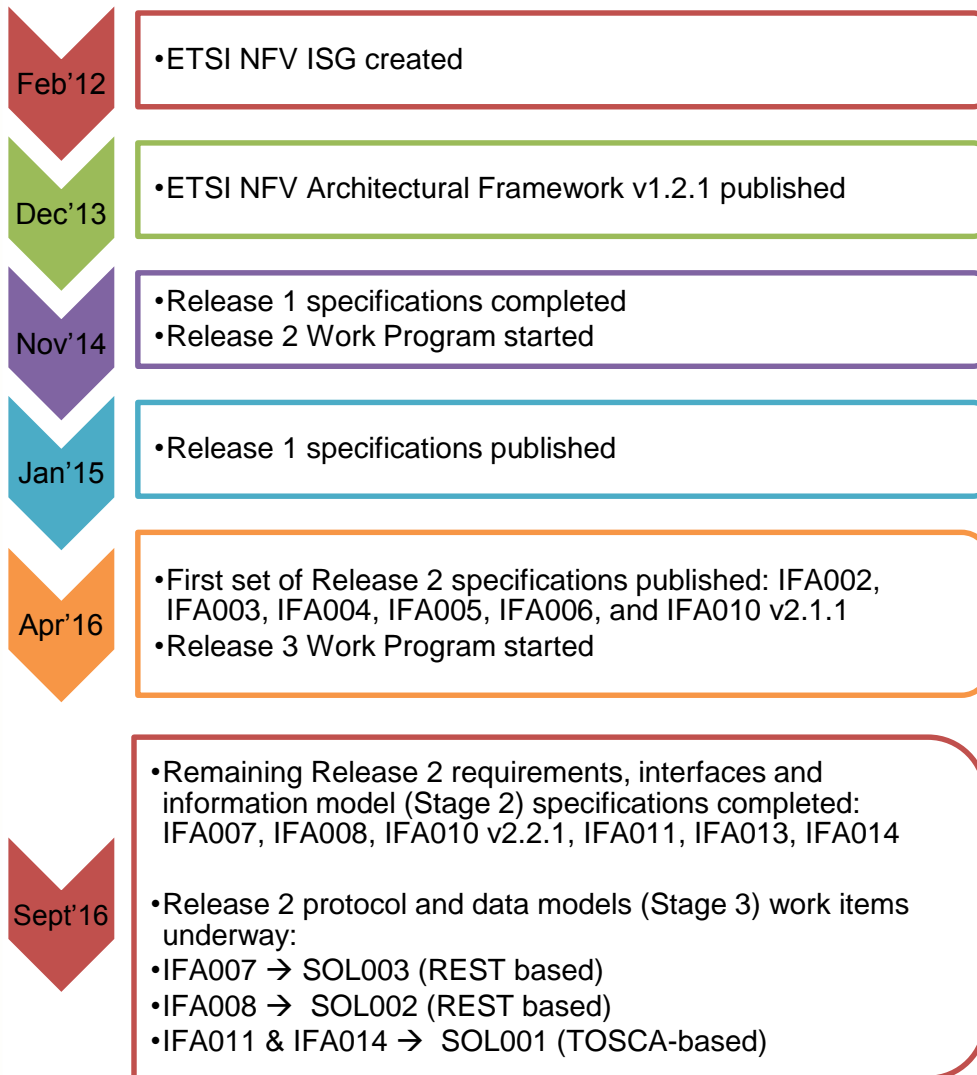 Feb’12
•ETSI NFV ISG created
Dec’13
•ETSI NFV Architectural Framework v1.2.1 published
Nov’14
•Release 1 specifications completed
•Release 2 Work Program started
Jan’15
•Release 1 specifications published
Apr’16
•First set of Release 2 specifications published: IFA002,
IFA003, IFA004, IFA005, IFA006, and IFA010 v2.1.1
•Release 3 Work Program started
Sept’16
•Remaining Release 2 requirements, interfaces and
information model (Stage 2) specifications completed:
IFA007, IFA008, IFA010 v2.2.1, IFA011, IFA013, IFA014
•Release 2 protocol and data models (Stage 3) work items
underway:
•IFA007 → SOL003 (REST based)
•IFA008 → SOL002 (REST based)
•IFA011 & IFA014 → SOL001 (TOSCA-based)